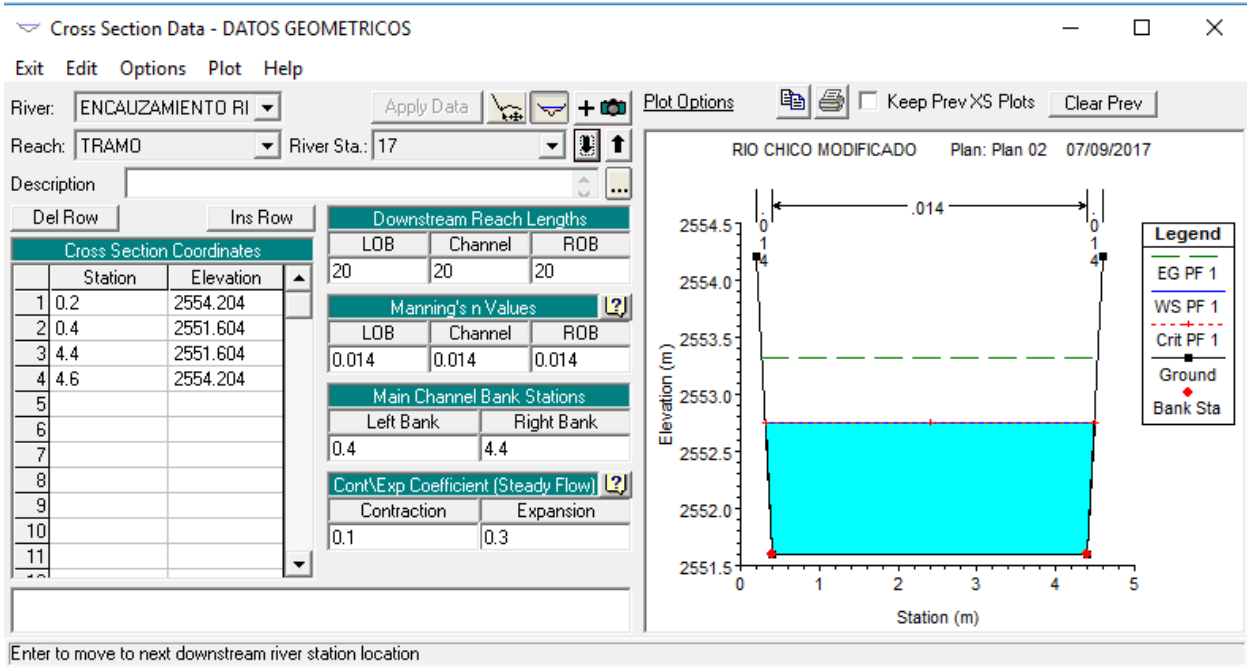 Cross Section Data - DATOS GEOMETRICOS
Exit Edit Options Plot Help
River: ENCAUZAMIENTO RI Apply Data
Reach: TRAMO River Sta.: 17
Description ...
Del Row Ins Row
Cross Section Coordinates
Station Elevation
1 0.2 2554.204
2 0.4 2551.604
3 4.4 2551.604
4 4.6 2554.204
5
6
7
8
9
10
11
Downstream Reach Lengths
LOB Channel ROB
20 20 20
Manning's n Values
LOB Channel ROB
0.014 0.014 0.014
Main Channel Bank Stations
Left Bank Right Bank
0.4 4.4
Cont\Exp Coefficient (Steady Flow)
Contraction Expansion
0.1 0.3
Plot Options Keep Prev XS Plots Clear Prev
RIO CHICO MODIFICADO Plan: Plan 02 07/09/2017
.014 .014 .014
2554.5
2554.0
2553.5
2553.0
2552.5
2552.0
2551.5
Elevation (m)
0 1 2 3 4 5
Station (m)
Legend
EG PF 1
WS PF 1
Crit PF 1
Ground
Bank Sta
Enter to move to next downstream river station location